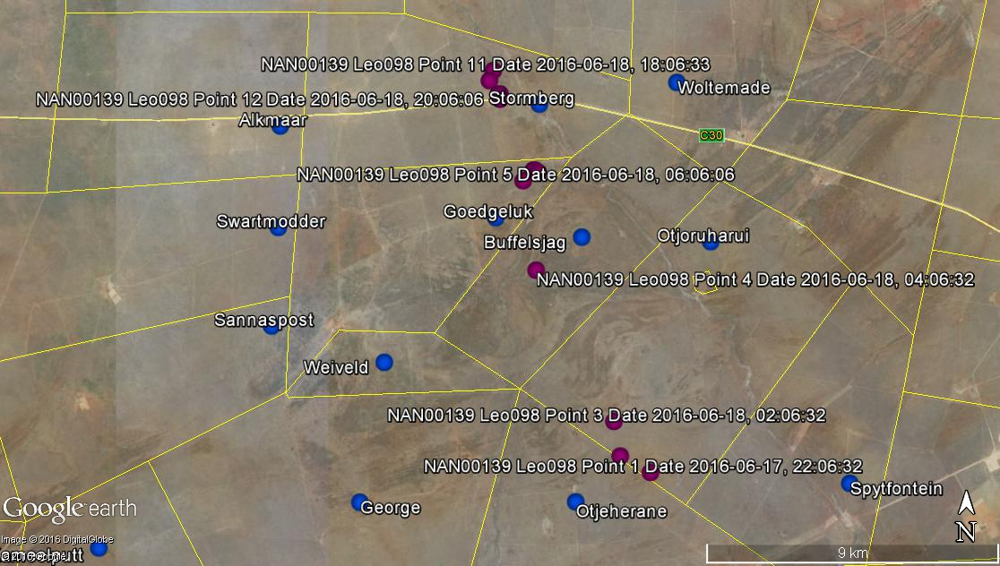 NAN00139 Leo098 Point 11 Date 2016-06-18, 18:06:33
Woltemade
NAN00139 Leo098 Point 12 Date 2016-06-18, 20:06:06
Stormberg
Alkmaar
C30
NAN00139 Leo098 Point 5 Date 2016-06-18, 06:06:06
Goedgeluk
Swartmodder
Buffelsjag
Otjoruharui
NAN00139 Leo098 Point 4 Date 2016-06-18, 04:06:32
Sannaspost
Weiveld
NAN00139 Leo098 Point 3 Date 2016-06-18, 02:06:32
NAN00139 Leo098 Point 1 Date 2016-06-17, 22:06:32
Spytfontein
Google earth
George
Otjeherane
N
Image © 2016 DigitalGlobe
9 km